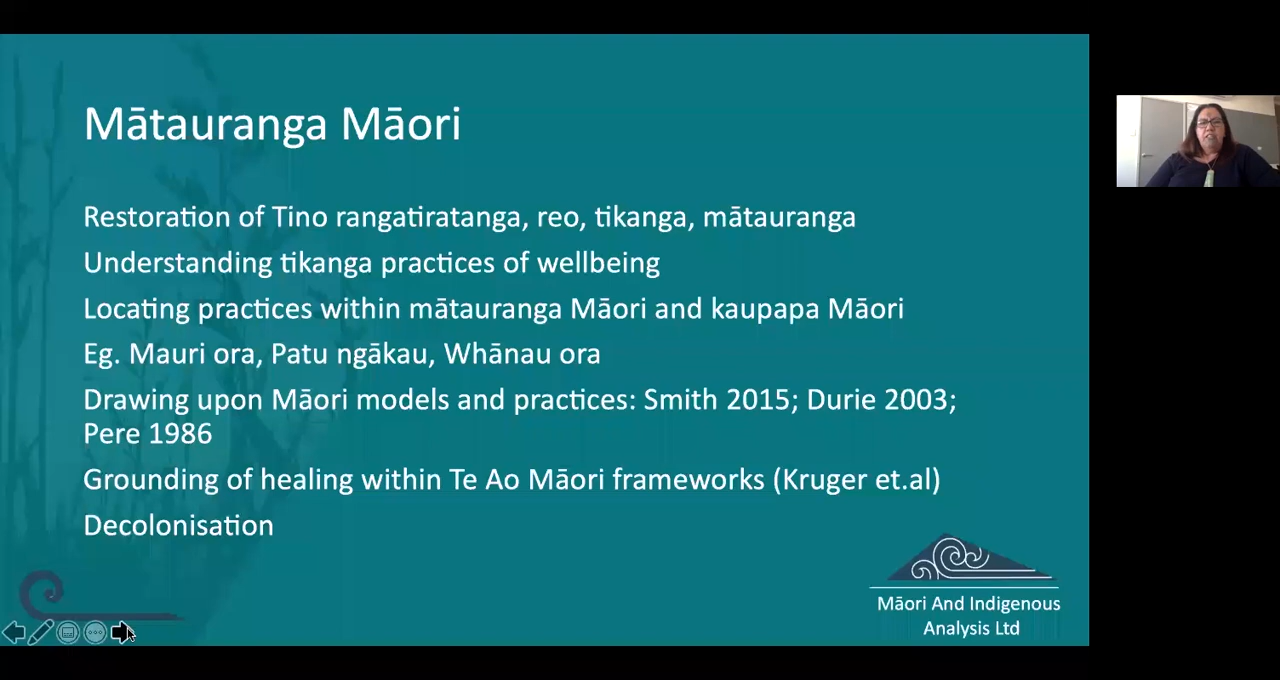 Mātauranga Māori
Restoration of Tino rangatiratanga, reo, tikanga, mātauranga
Understanding tikanga practices of wellbeing
Locating practices within mātauranga Māori and kaupapa Māori
Eg. Mauri ora, Patu ngākau, Whānau ora
Drawing upon Māori models and practices: Smith 2015; Durie 2003;
Pere 1986
Grounding of healing within Te Ao Māori frameworks (Kruger et.al)
Decolonisation
Māori And Indigenous
Analysis Ltd